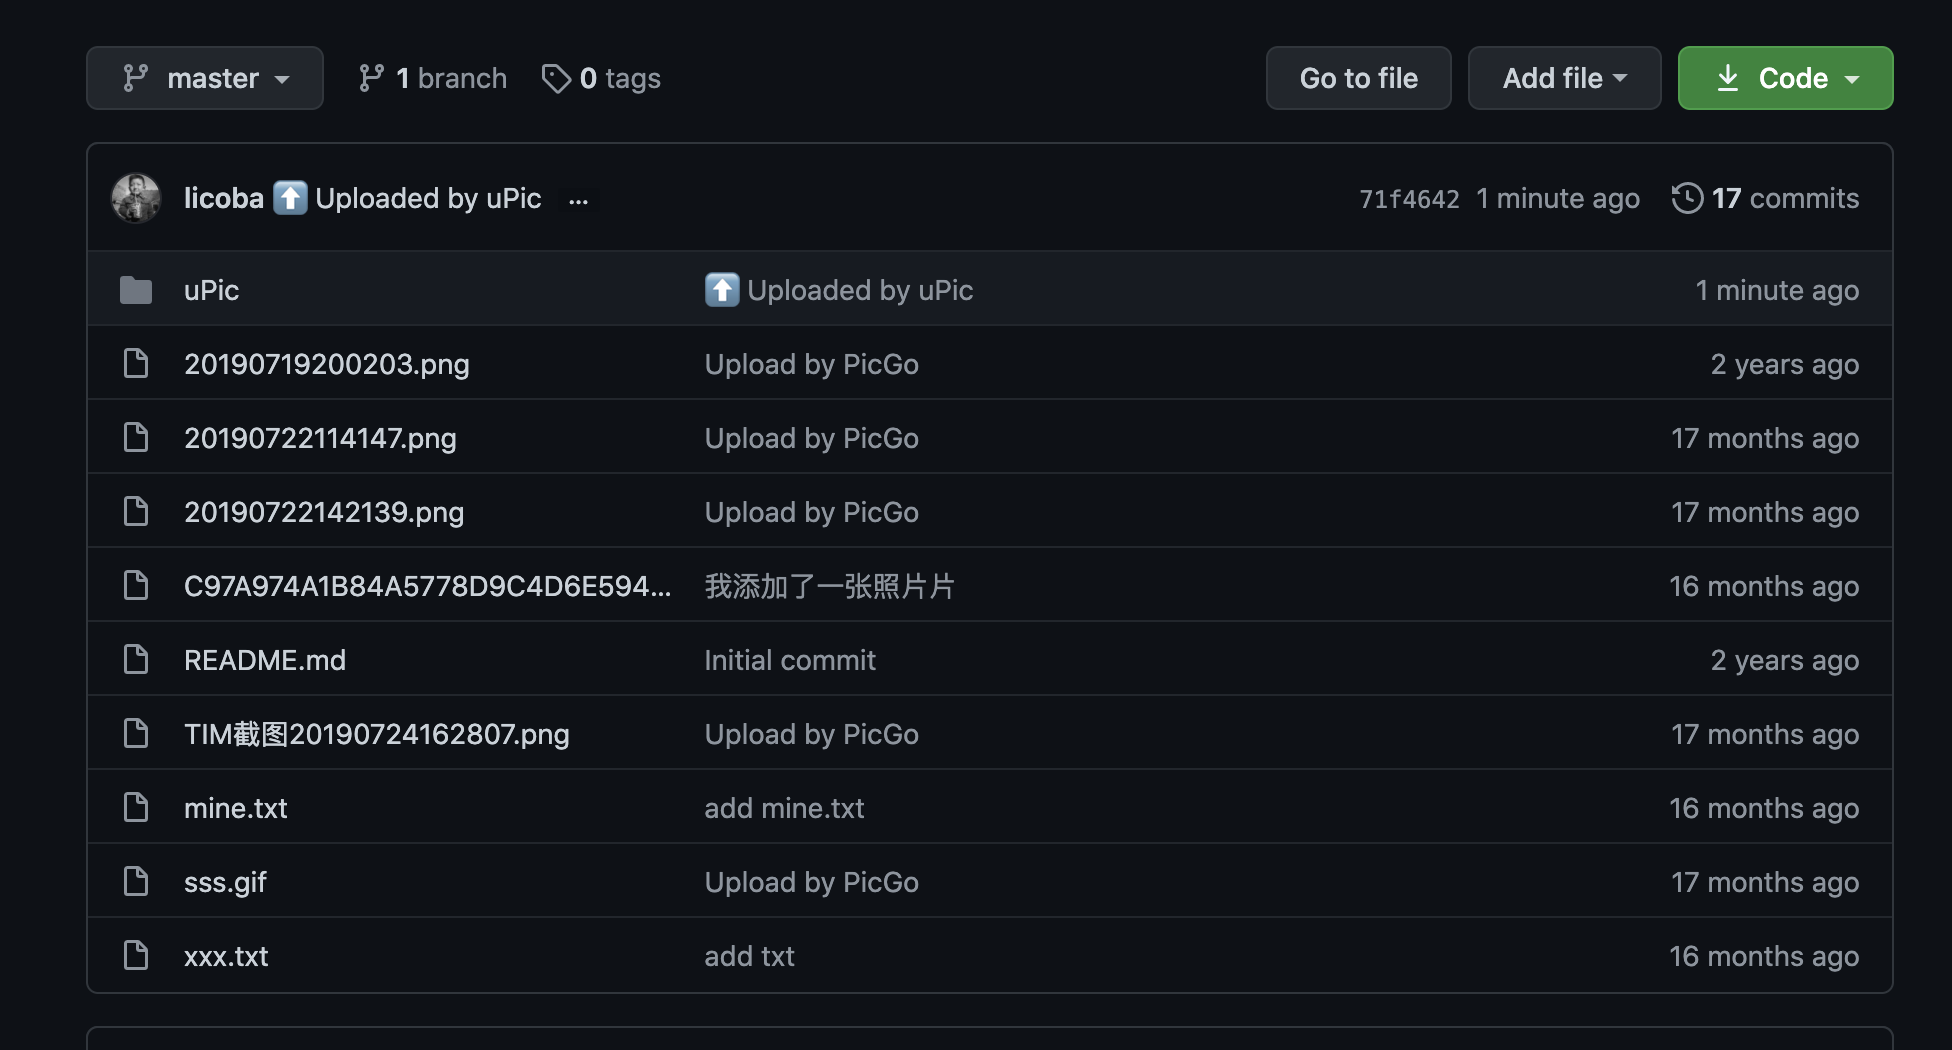 master 1 branch 0 tags Go to file Add file Code
licoba ⬆️ Uploaded by uPic ... 71f4642 1 minute ago 17 commits
uPic ⬆️ Uploaded by uPic 1 minute ago
20190719200203.png Upload by PicGo 2 years ago
20190722114147.png Upload by PicGo 17 months ago
20190722142139.png Upload by PicGo 17 months ago
C97A974A1B84A5778D9C4D6E594... 我添加了一张照片片 16 months ago
README.md Initial commit 2 years ago
TIM截图20190724162807.png Upload by PicGo 17 months ago
mine.txt add mine.txt 16 months ago
sss.gif Upload by PicGo 17 months ago
xxx.txt add txt 16 months ago